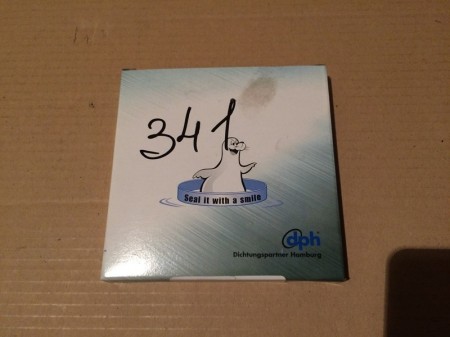 341
Seal it with a smile
dph
Dichtungspartner Hamburg